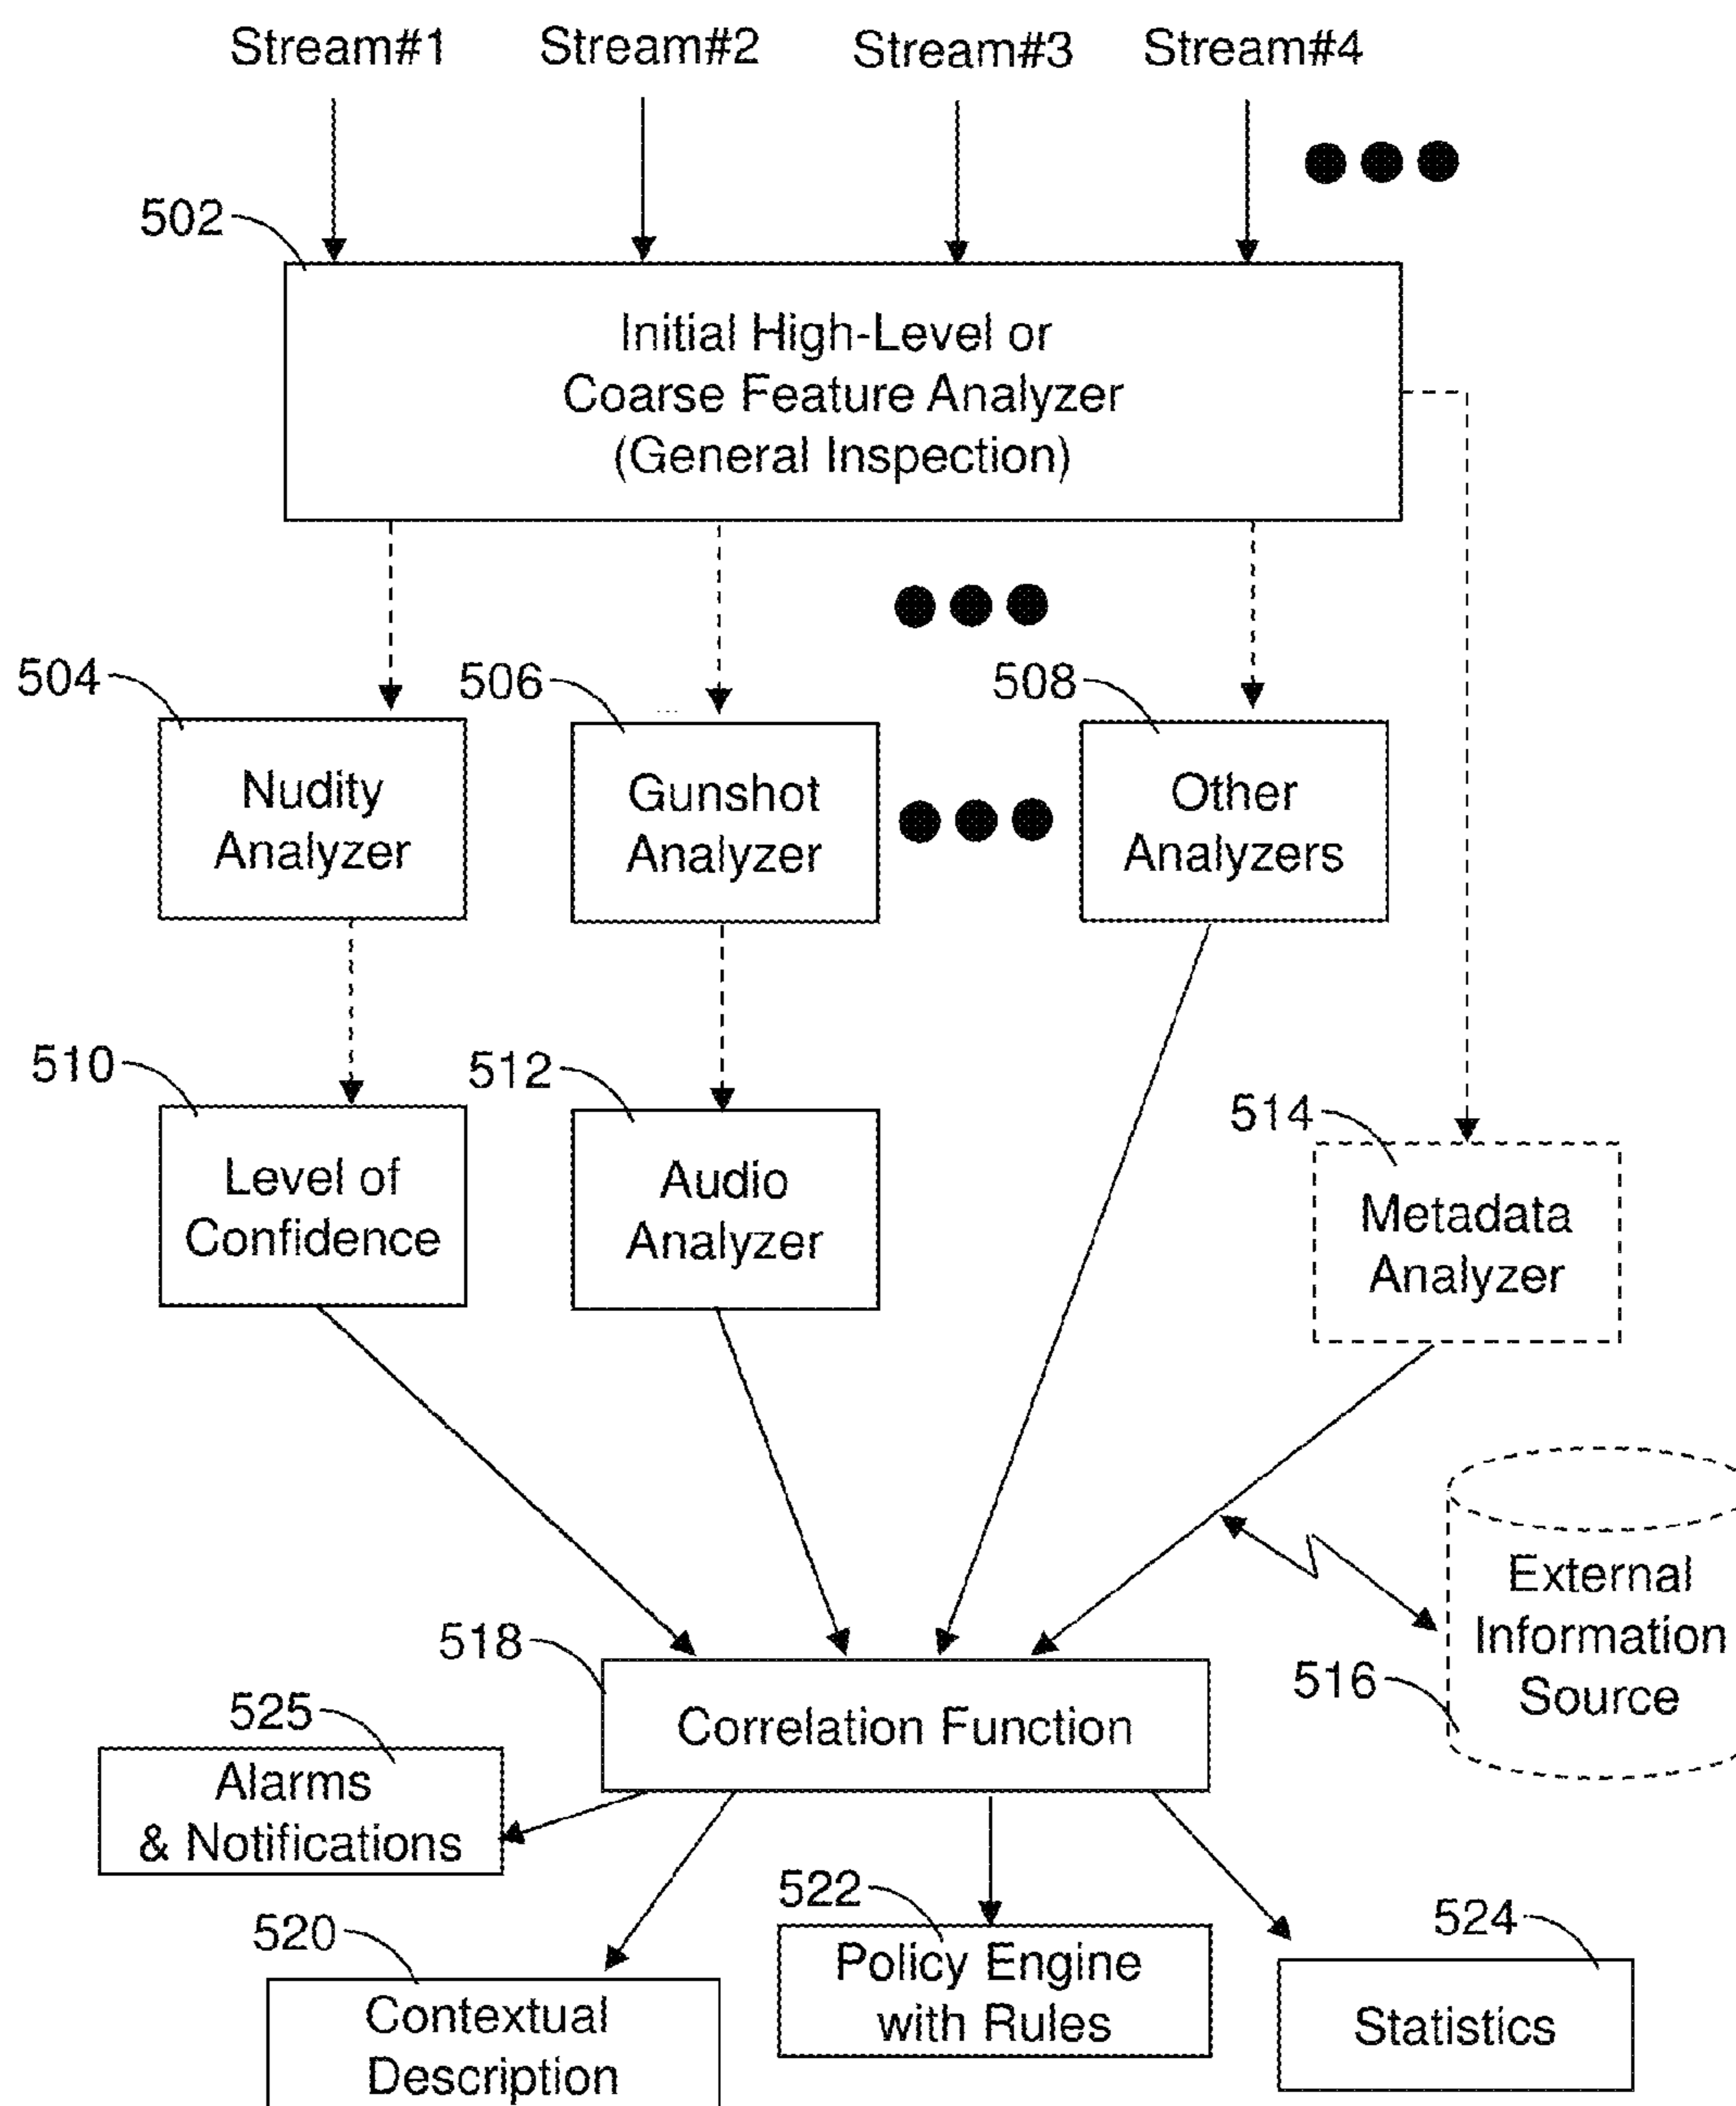 Stream#1
Stream#2
Stream#3
Stream#4
502
Initial High-Level or
Coarse Feature Analyzer
(General Inspection)
504
506
508
Nudity
Analyzer
Gunshot
Analyzer
Other
Analyzers
510
512
514
Level of
Confidence
Audio
Analyzer
Metadata
Analyzer
External
Information
Source
516
518
Correlation Function
525
Alarms
& Notifications
520
522
524
Contextual
Description
Policy Engine
with Rules
Statistics